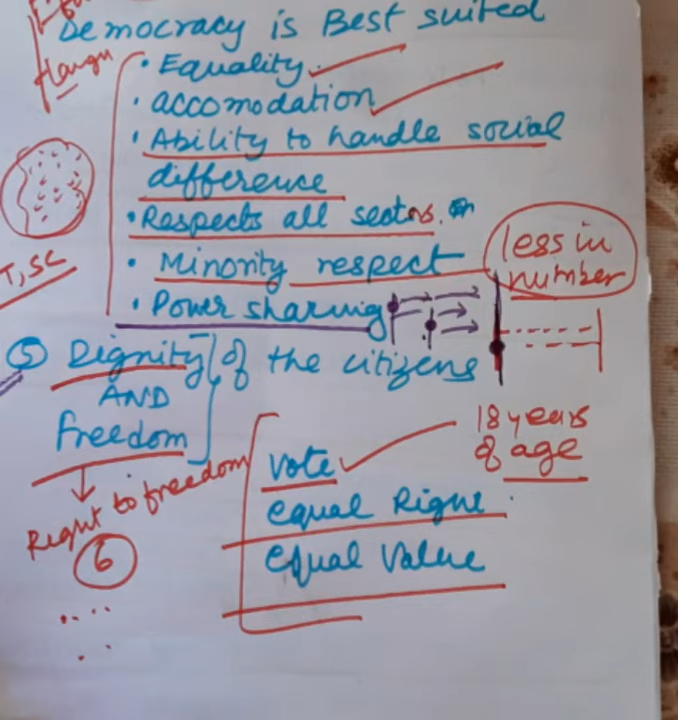 Democracy is Best suited
• Equality
• accomodation
• Ability to handle social
difference
• Respects all
• Minority respect
less in
number
• Power sharing
T, SC
⑤ Dignity of the citizens
AND
freedom
Right to freedom
6
vote
18 years
of age
equal
equal value